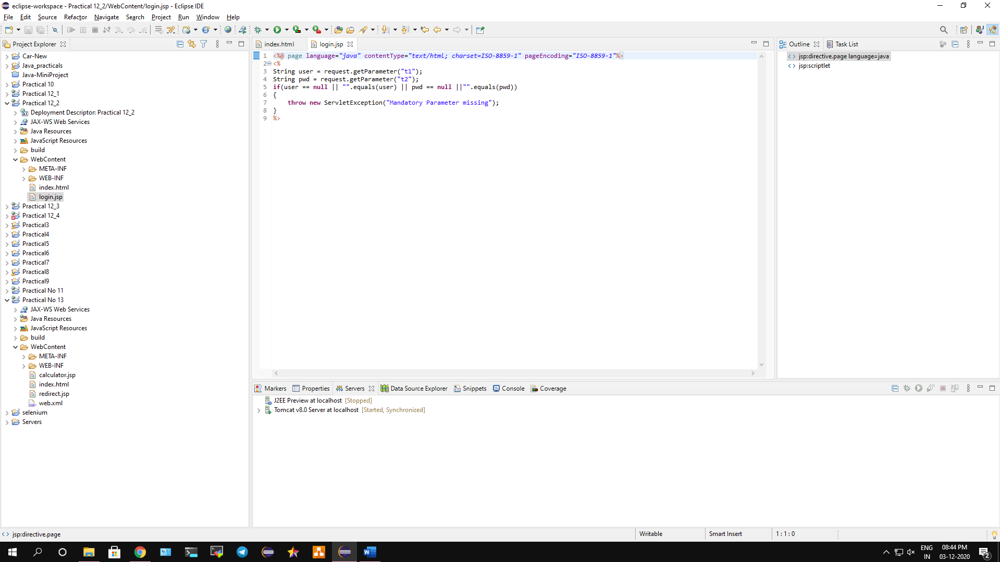 eclipse-workspace - Practical 12_2/WebContent/login.jsp - Eclipse IDE
File Edit Source Refactor Navigate Search Project Run Window Help
Project Explorer
Car-New
Java_practicals
Java-MiniProject
Practical 10
Practical 12_1
Practical 12_2
Deployment Descriptor: Practical 12_2
JAX-WS Web Services
Java Resources
JavaScript Resources
build
WebContent
META-INF
WEB-INF
index.html
login.jsp
Practical 12_3
Practical 12_4
Practical3
Practical4
Practical5
Practical6
Practical7
Practical8
Practical9
Practical No 11
Practical No 13
JAX-WS Web Services
Java Resources
JavaScript Resources
build
WebContent
META-INF
WEB-INF
calculator.jsp
index.html
redirect.jsp
web.xml
selenium
Servers
index.html login.jsp
1 <%@ page language="java" contentType="text/html; charset=ISO-8859-1" pageEncoding="ISO-8859-1"%>
2 <%
3 String user = request.getParameter("t1");
4 String pwd = request.getParameter("t2");
5 if(user == null || "".equals(user) || pwd == null ||"".equals(pwd))
6 {
7 throw new ServletException("Mandatory Parameter missing");
8 }
9 %>
Outline Task List
jsp:directive.page language=java
jsp:scriptlet
Markers Properties Servers Data Source Explorer Snippets Console Coverage
J2EE Preview at localhost [Stopped]
Tomcat v8.0 Server at localhost [Started, Synchronized]
jsp:directive.page Writable Smart Insert 1 : 1 : 0
ENG 08:44 PM
IN 03-12-2020 2